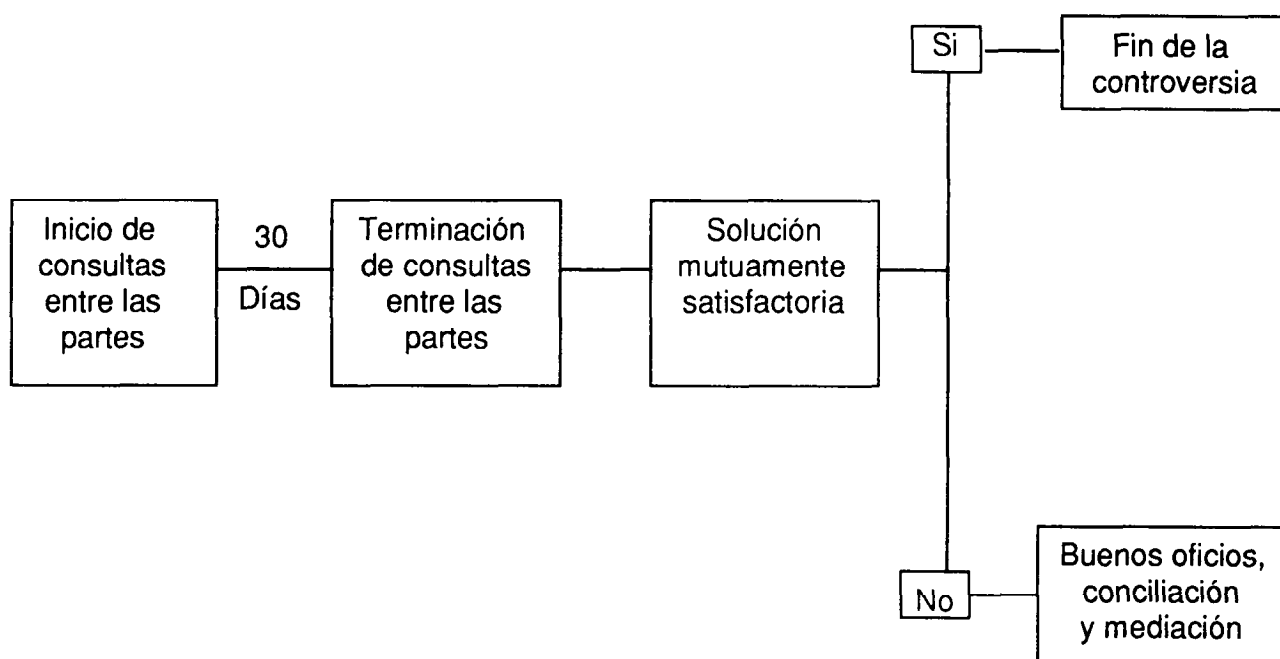 Inicio de
consultas
entre las
partes
30
Días
Terminación
de consultas
entre las
partes
Solución
mutuamente
satisfactoria
Si
Fin de la
controversia
No
Buenos oficios,
conciliación
y mediación